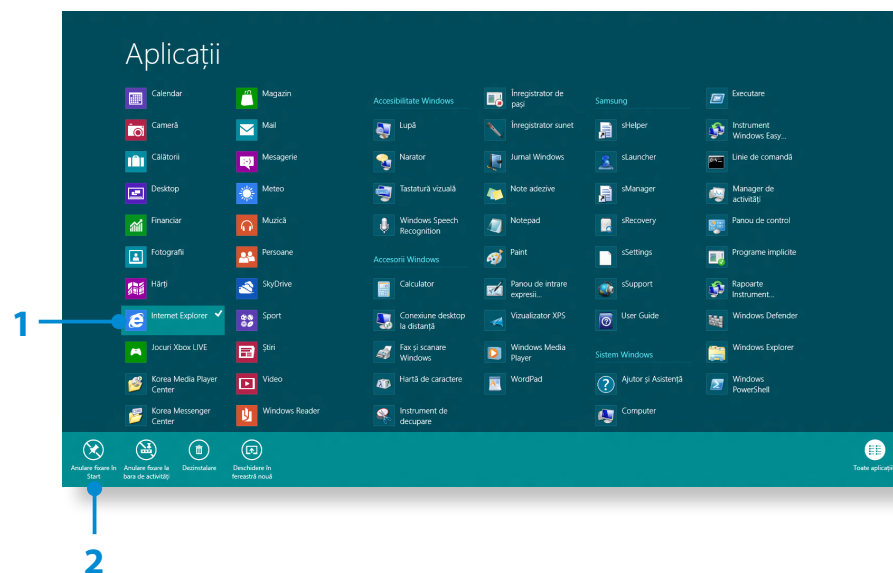 Aplicații
Calendar
Cameră
Călătorii
Desktop
Financiar
Fotografii
Hărți
Internet Explorer
Jocuri Xbox LIVE
Korea Media Player
Center
Korea Messenger
Center
Magazin
Mail
Mesagerie
Meteo
Muzică
Persoane
SkyDrive
Sport
Știri
Video
Windows Reader
Accesibilitate Windows
Lupă
Narator
Tastatură vizuală
Windows Speech
Recognition
Accesorii Windows
Calculator
Conexiune desktop
la distanță
Fax și scanare
Windows
Hartă de caractere
Instrument de
decupare
Înregistrator de
pași
Înregistrator sunet
Jurnal Windows
Note adezive
Notepad
Paint
Panou de intrare
expresii...
Vizualizator XPS
Windows Media
Player
WordPad
Samsung
sHelper
sLauncher
sManager
sRecovery
sSettings
sSupport
User Guide
Sistem Windows
Ajutor și Asistență
Computer
Executare
Instrument
Windows Easy...
Linie de comandă
Manager de
activități
Panou de control
Programe implicite
Rapoarte
Instrument...
Windows Defender
Windows Explorer
Windows
PowerShell
1
Anulare fixare în
Start
Anulare fixare la
bara de activități
Dezinstalare
Deschidere în
fereastră nouă
Toate aplicații
2